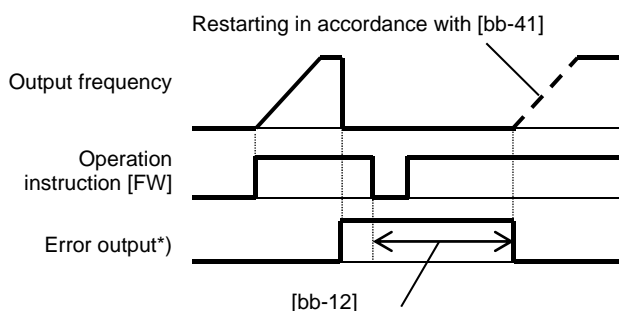 Restarting in accordance with [bb-41]
Output frequency
Operation
instruction [FW]
Error output*)
[bb-12]